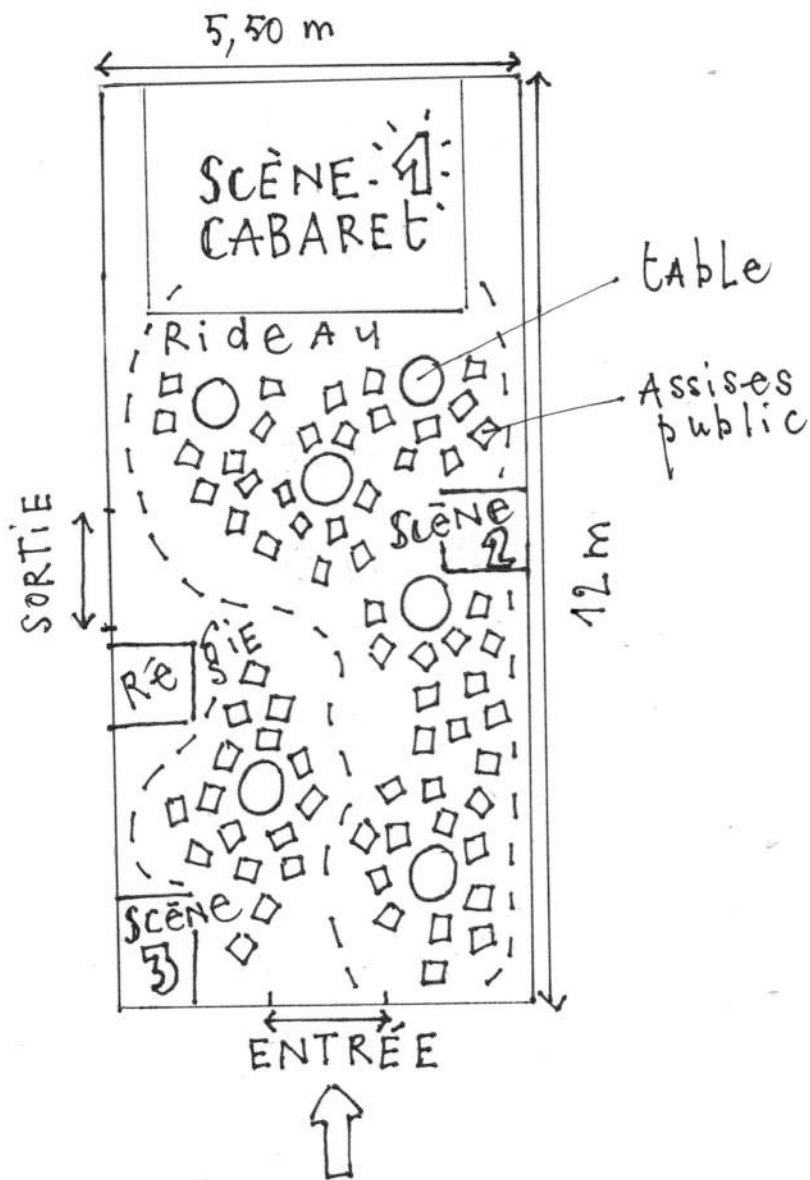 5,50 m
SCÈNE 1
CABARET
RideAu
tAbLe
Assises
public
SORTIE
SCÈNE
2
12 m
RéGIE
SCÈNE
3
ENTRÉE